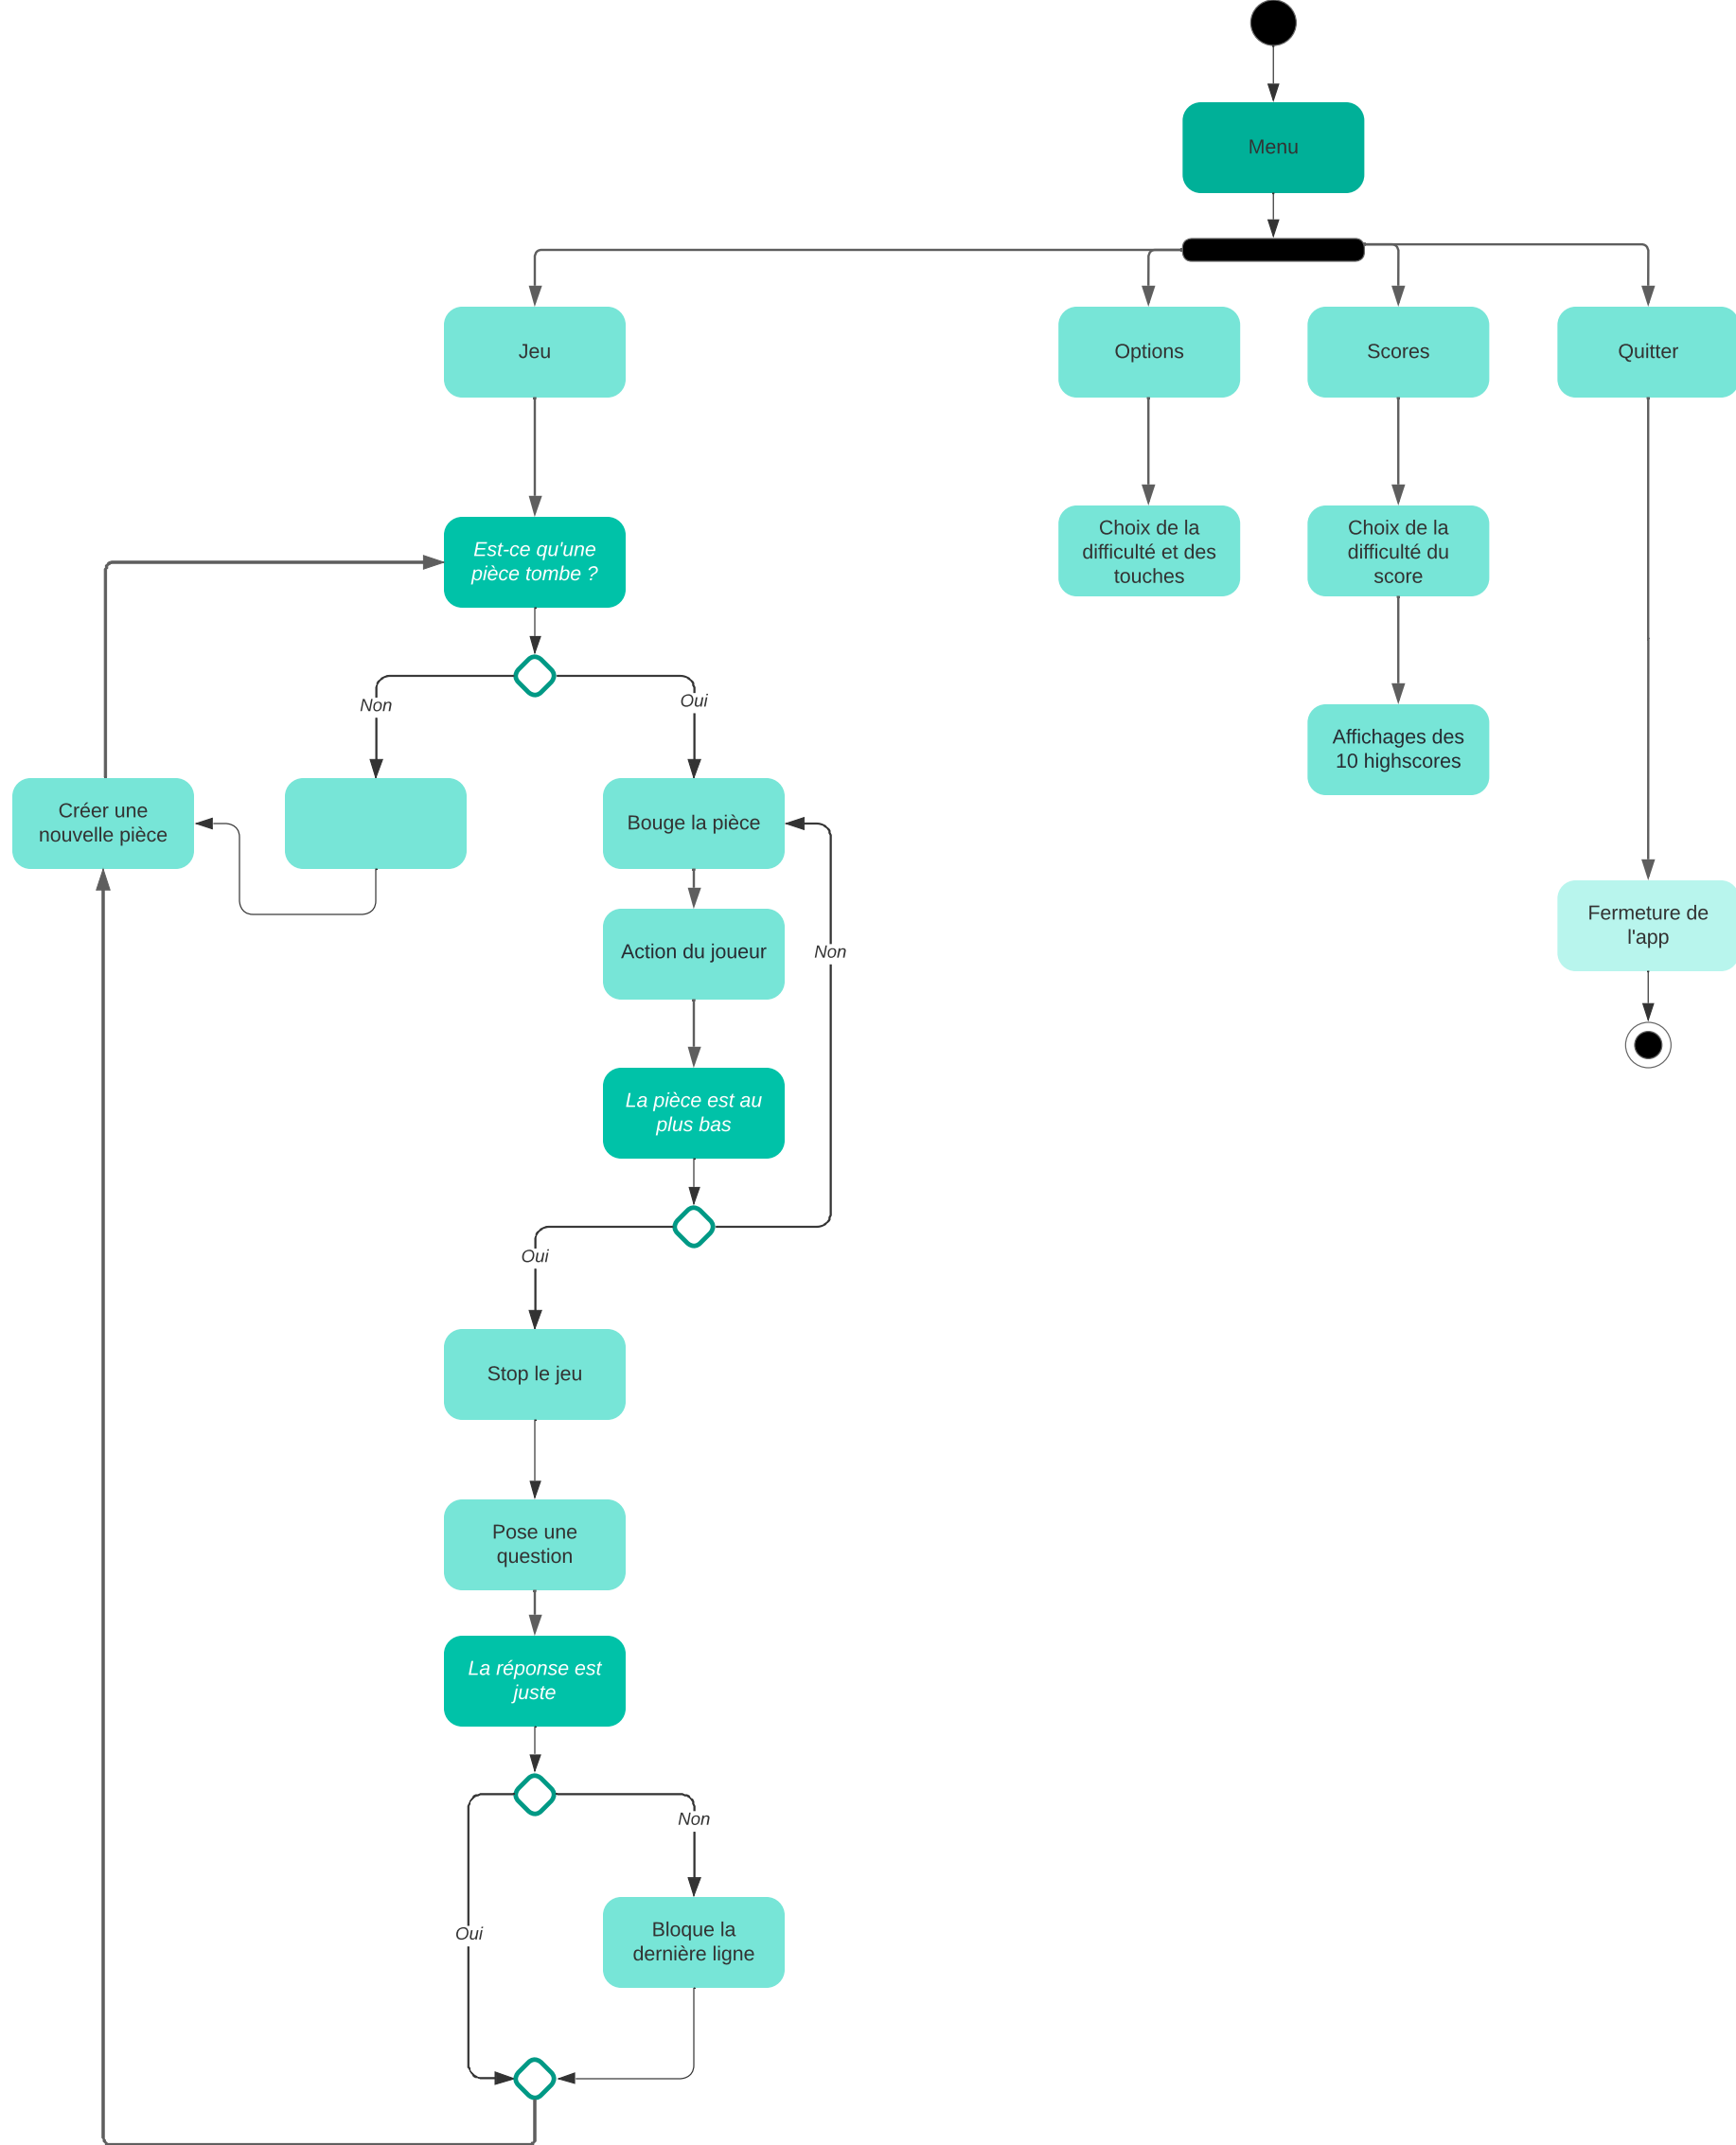 Menu
Jeu
Options
Scores
Quitter
Est-ce qu'une
pièce tombe ?
Choix de la
difficulté et des
touches
Choix de la
difficulté du
score
Non
Oui
Affichages des
10 highscores
Créer une
nouvelle pièce
Bouge la pièce
Action du joueur
Non
Fermeture de
l'app
La pièce est au
plus bas
Oui
Stop le jeu
Pose une
question
La réponse est
juste
Non
Oui
Bloque la
dernière ligne